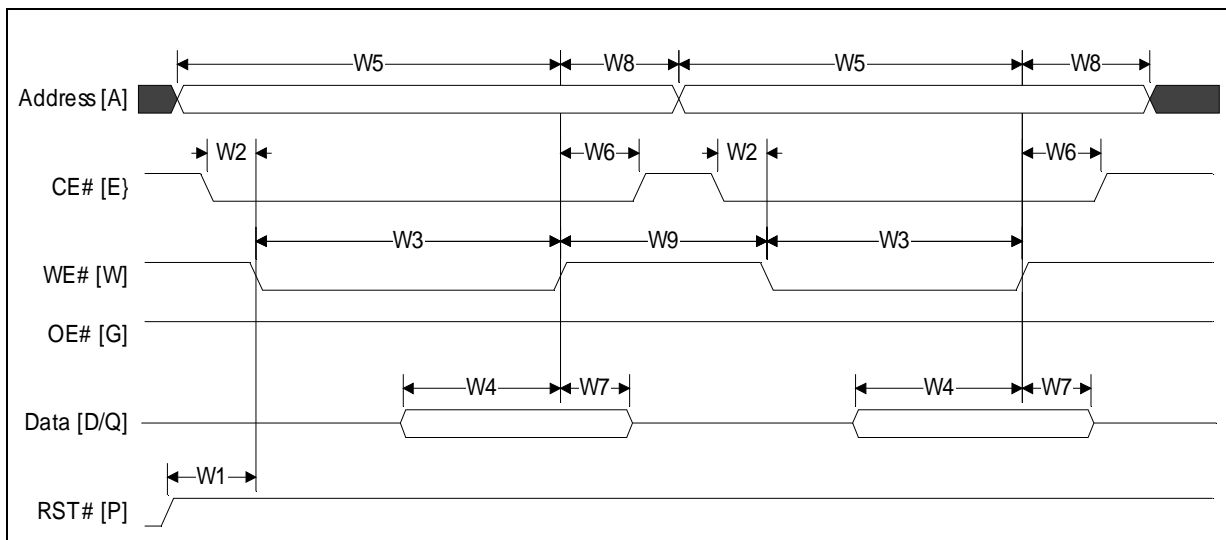 W5 W8 W5 W8
Address [A]
W2 W6 W2 W6
CE# [E}
W3 W9 W3
WE# [W]
OE# [G]
W4 W7 W4 W7
Data [D/Q]
W1
RST# [P]